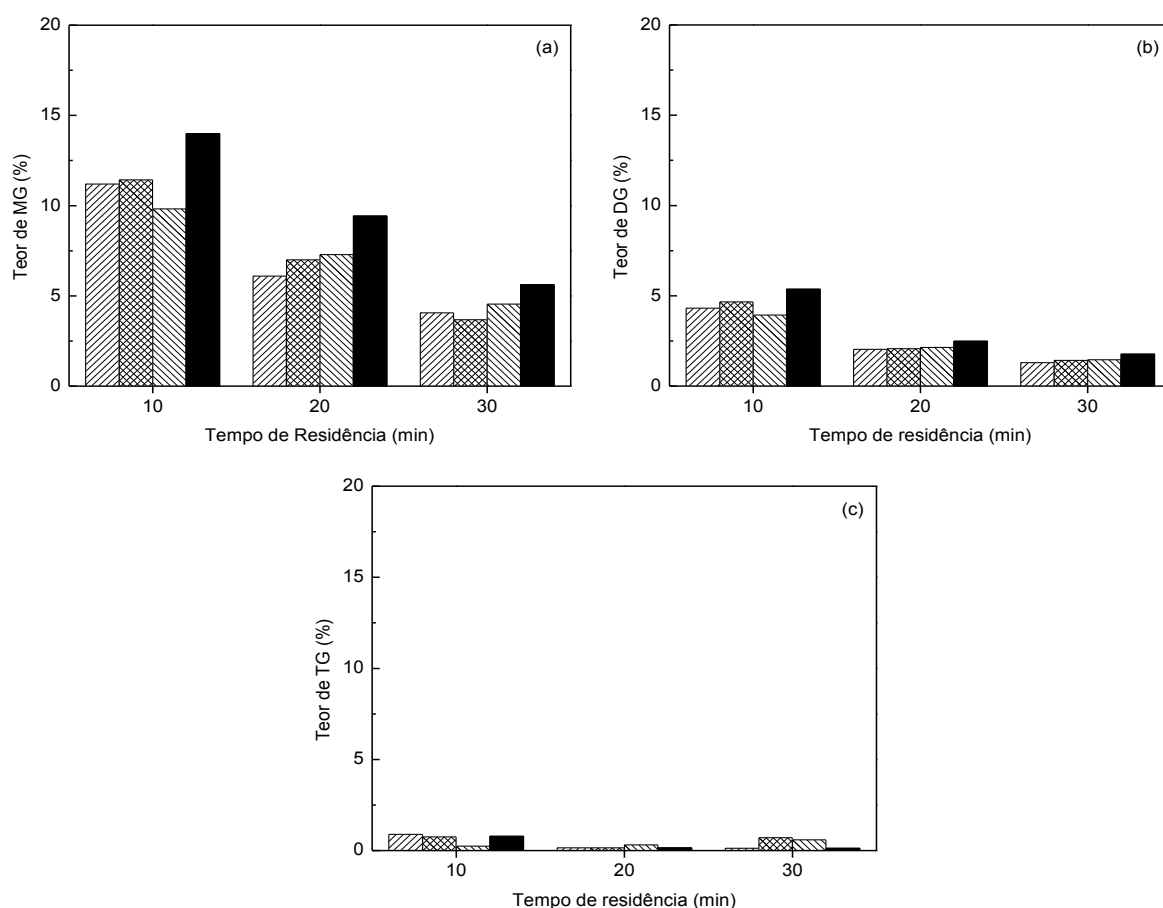 (a)
Teor de MG (%)
20
15
10
5
0
10 20 30
Tempo de Residência (min)
(b)
Teor de DG (%)
20
15
10
5
0
10 20 30
Tempo de residência (min)
(c)
Teor de TG (%)
20
15
10
5
0
10 20 30
Tempo de residência (min)